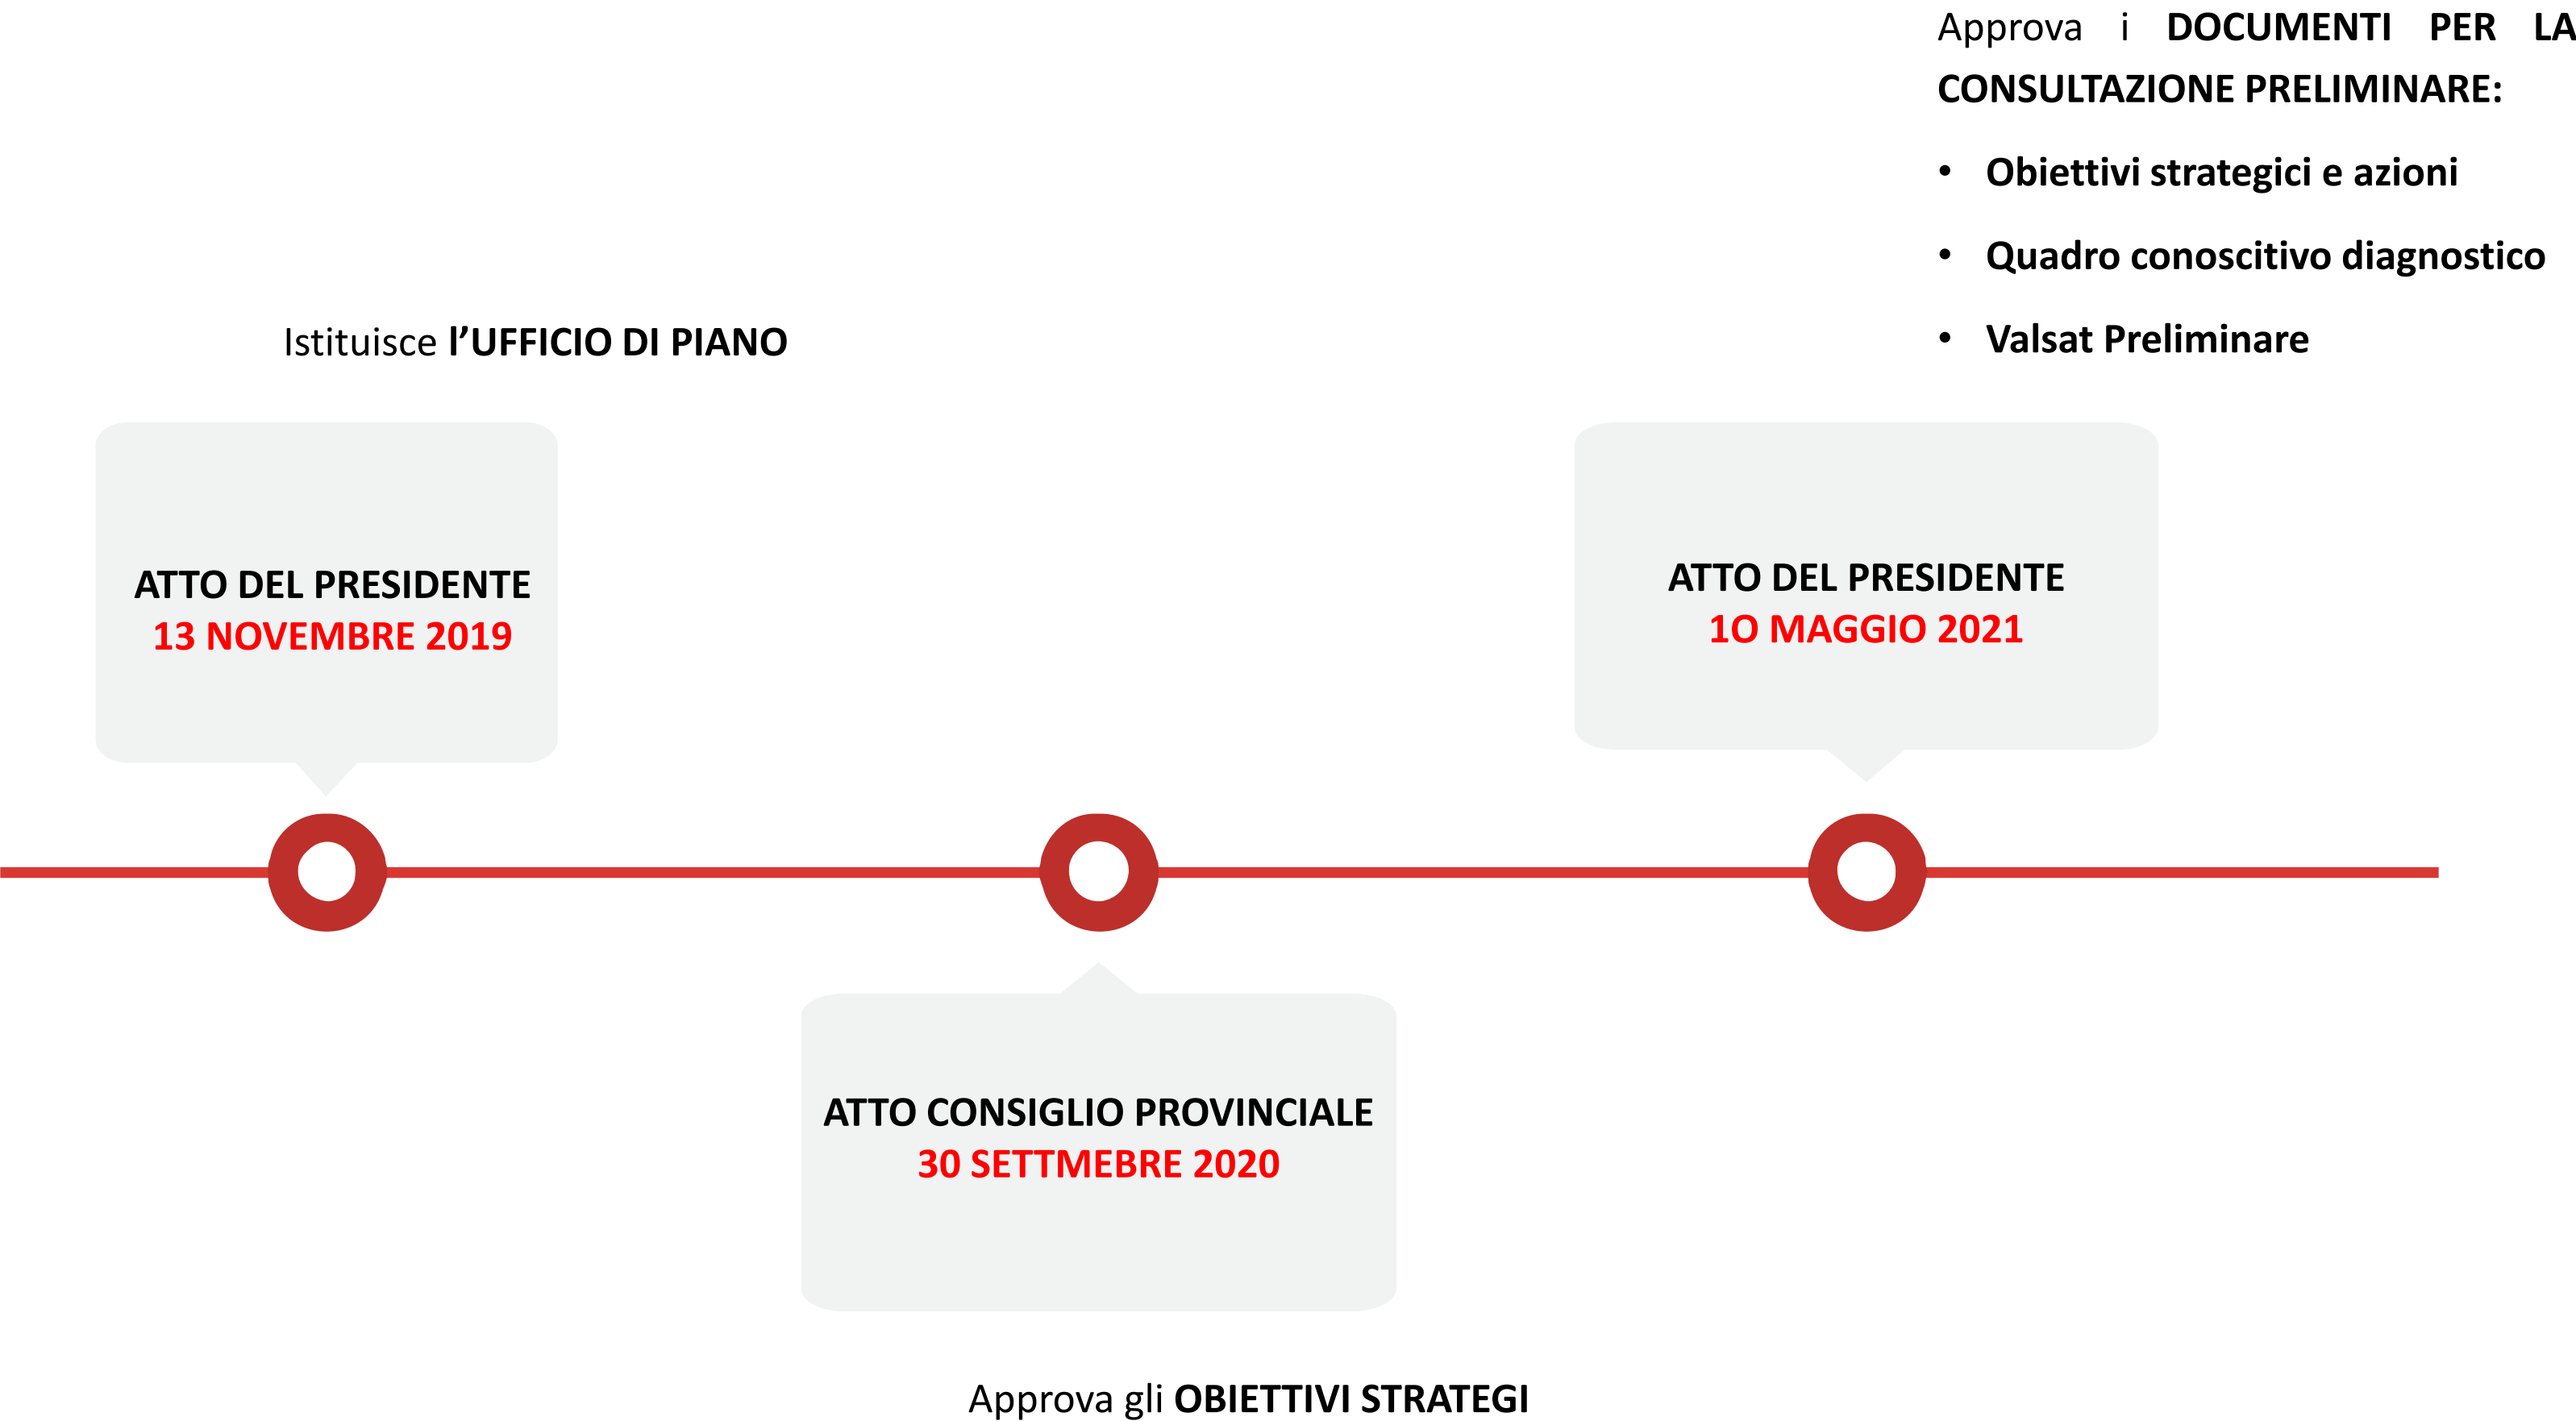 Approva i DOCUMENTI PER LA
CONSULTAZIONE PRELIMINARE:
• Obiettivi strategici e azioni
• Quadro conoscitivo diagnostico
• Valsat Preliminare
Istituisce l’UFFICIO DI PIANO
ATTO DEL PRESIDENTE
13 NOVEMBRE 2019
ATTO DEL PRESIDENTE
1O MAGGIO 2021
ATTO CONSIGLIO PROVINCIALE
30 SETTMEBRE 2020
Approva gli OBIETTIVI STRATEGI